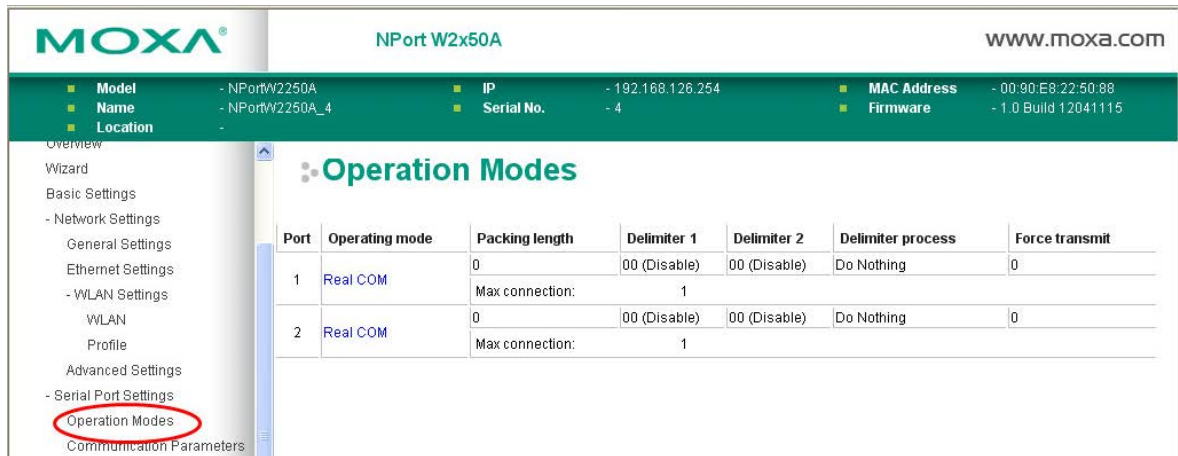 MOXA®
NPort W2x50A
www.moxa.com
Model - NPortW2250A
IP - 192.168.126.254
MAC Address - 00:90:E8:22:50:88
Name - NPortW2250A_4
Serial No. - 4
Firmware - 1.0 Build 12041115
Location -
Overview
Wizard
Basic Settings
- Network Settings
General Settings
Ethernet Settings
- WLAN Settings
WLAN
Profile
Advanced Settings
- Serial Port Settings
Operation Modes
Communication Parameters
Operation Modes
Port Operating mode Packing length Delimiter 1 Delimiter 2 Delimiter process Force transmit
1 Real COM 0 00 (Disable) 00 (Disable) Do Nothing 0
Max connection: 1
2 Real COM 0 00 (Disable) 00 (Disable) Do Nothing 0
Max connection: 1